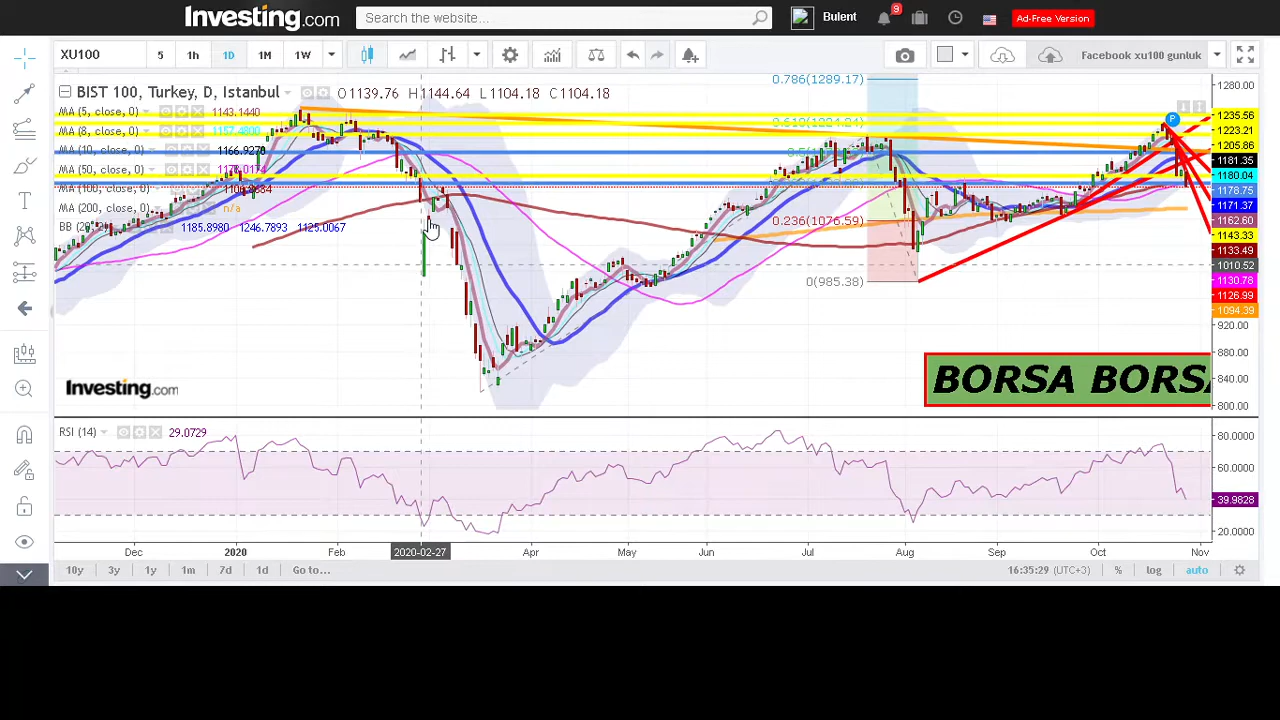 Investing.com
Search the website...
Bulent
9
Ad-Free Version
XU100
5
1h
1D
1M
1W
Facebook xu100 gunluk
BIST 100, Turkey, D, Istanbul
O1139.76 H1144.64 L1104.18 C1104.18
MA (5, close, 0)
1143.1440
MA (8, close, 0)
1157.4800
MA (10, close, 0)
1166.9270
MA (50, close, 0)
MA (100, close, 0)
MA (200, close, 0)
n/a
1185.8980 1246.7893 1125.0067
0.786(1289.17)
0.236(1076.59)
0(985.38)
1280.00
1235.56
1223.21
1205.86
1181.35
1180.04
1178.75
1171.37
1162.60
1143.33
1133.49
1010.52
1130.78
1126.99
1094.39
920.00
880.00
840.00
800.00
P
BORSA BORSA
Investing.com
RSI (14)
29.0729
80.0000
60.0000
39.9828
20.0000
Dec
2020
Feb
2020-02-27
Apr
May
Jun
Jul
Aug
Sep
Oct
Nov
10y
3y
1y
1m
7d
1d
Go to...
16:35:29 (UTC+3)
%
log
auto